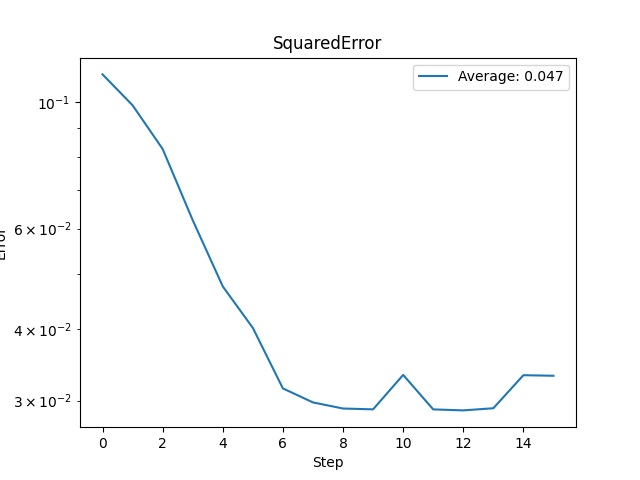 SquaredError
Average: 0.047
10⁻¹
6 × 10⁻²
4 × 10⁻²
3 × 10⁻²
Error
0 2 4 6 8 10 12 14
Step